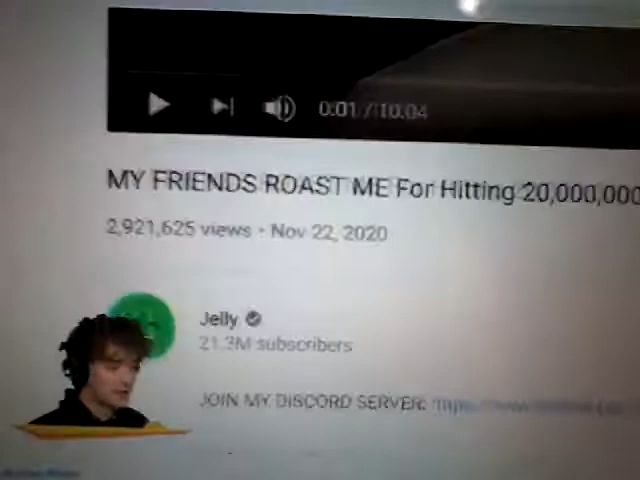 0:01 / 10:04
MY FRIENDS ROAST ME For Hitting 20,000,000
2,921,625 views • Nov 22, 2020
Jelly
21.3M subscribers
JOIN MY DISCORD SERVER: